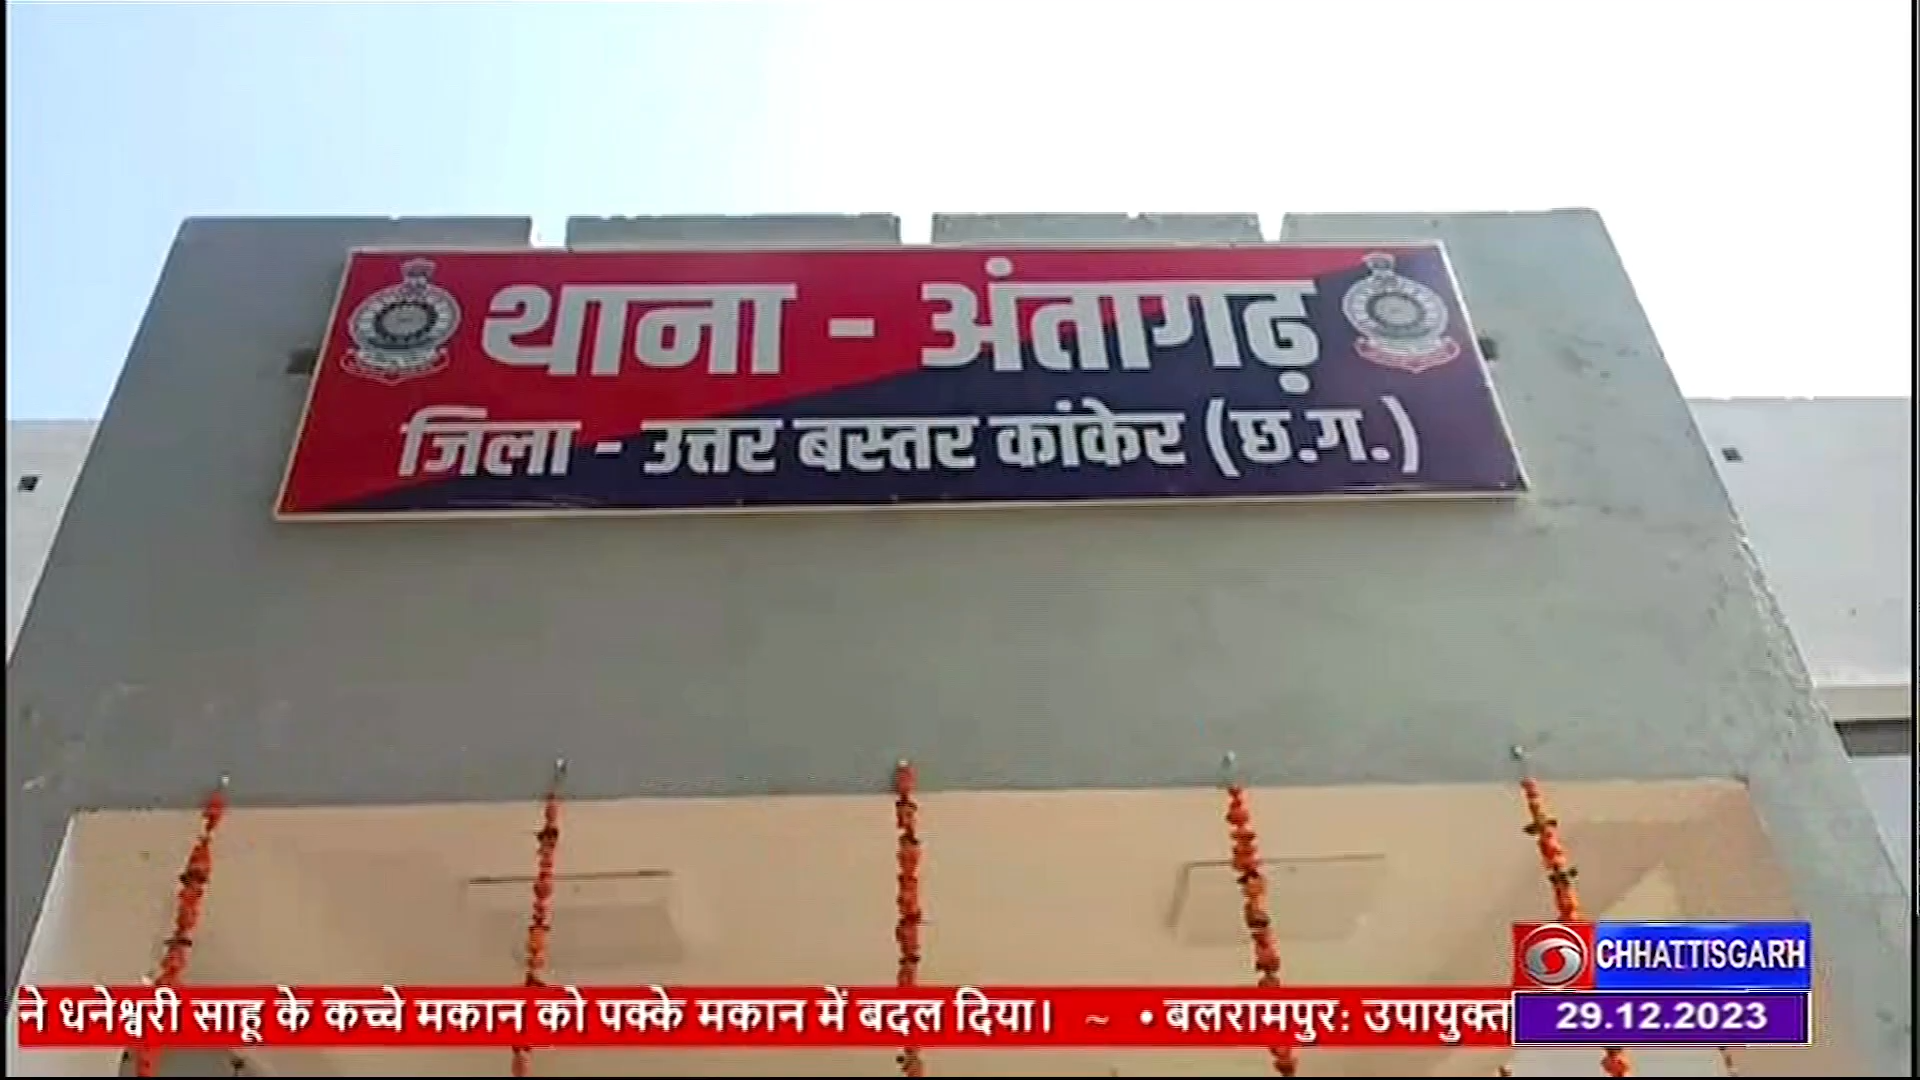 थाना - अंतागढ़
जिला - उत्तर बस्तर कांकेर (छ.ग.)
CHHATTISGARH
ने धनेश्वरी साहू के कच्चे मकान को पक्के मकान में बदल दिया। ~ • बलरामपुर: उपायुक्त
29.12.2023